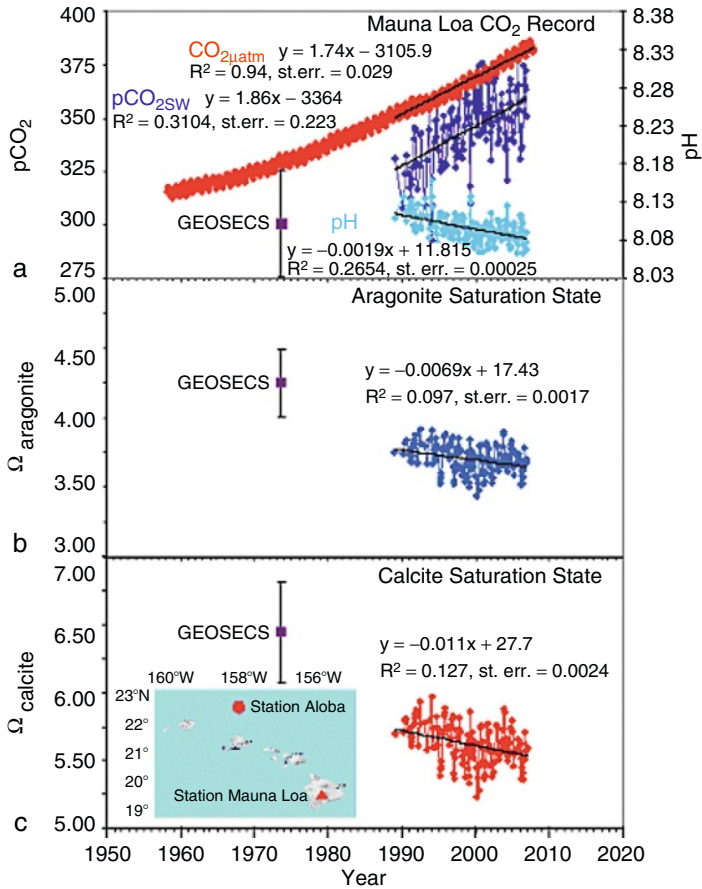 Mauna Loa CO2 Record
400
375
350
325
300
275
pCO2
8.38
8.33
8.28
8.23
8.18
8.13
8.08
8.03
pH
CO2μatm y = 1.74x – 3105.9
R2 = 0.94, st.err. = 0.029
pCO2SW y = 1.86x – 3364
R2 = 0.3104, st.err. = 0.223
GEOSECS
pH
y = –0.0019x + 11.815
R2 = 0.2654, st. err. = 0.00025
a
Aragonite Saturation State
5.00
4.50
4.00
3.50
3.00
Ω aragonite
GEOSECS
y = –0.0069x + 17.43
R2 = 0.097, st.err. = 0.0017
b
Calcite Saturation State
7.00
6.50
6.00
5.50
5.00
Ω calcite
GEOSECS
y = –0.011x + 27.7
R2 = 0.127, st. err. = 0.0024
160°W 158°W 156°W
23°N
22°
21°
20°
19°
Station Aloba
Station Mauna Loa
c
1950 1960 1970 1980 1990 2000 2010 2020
Year